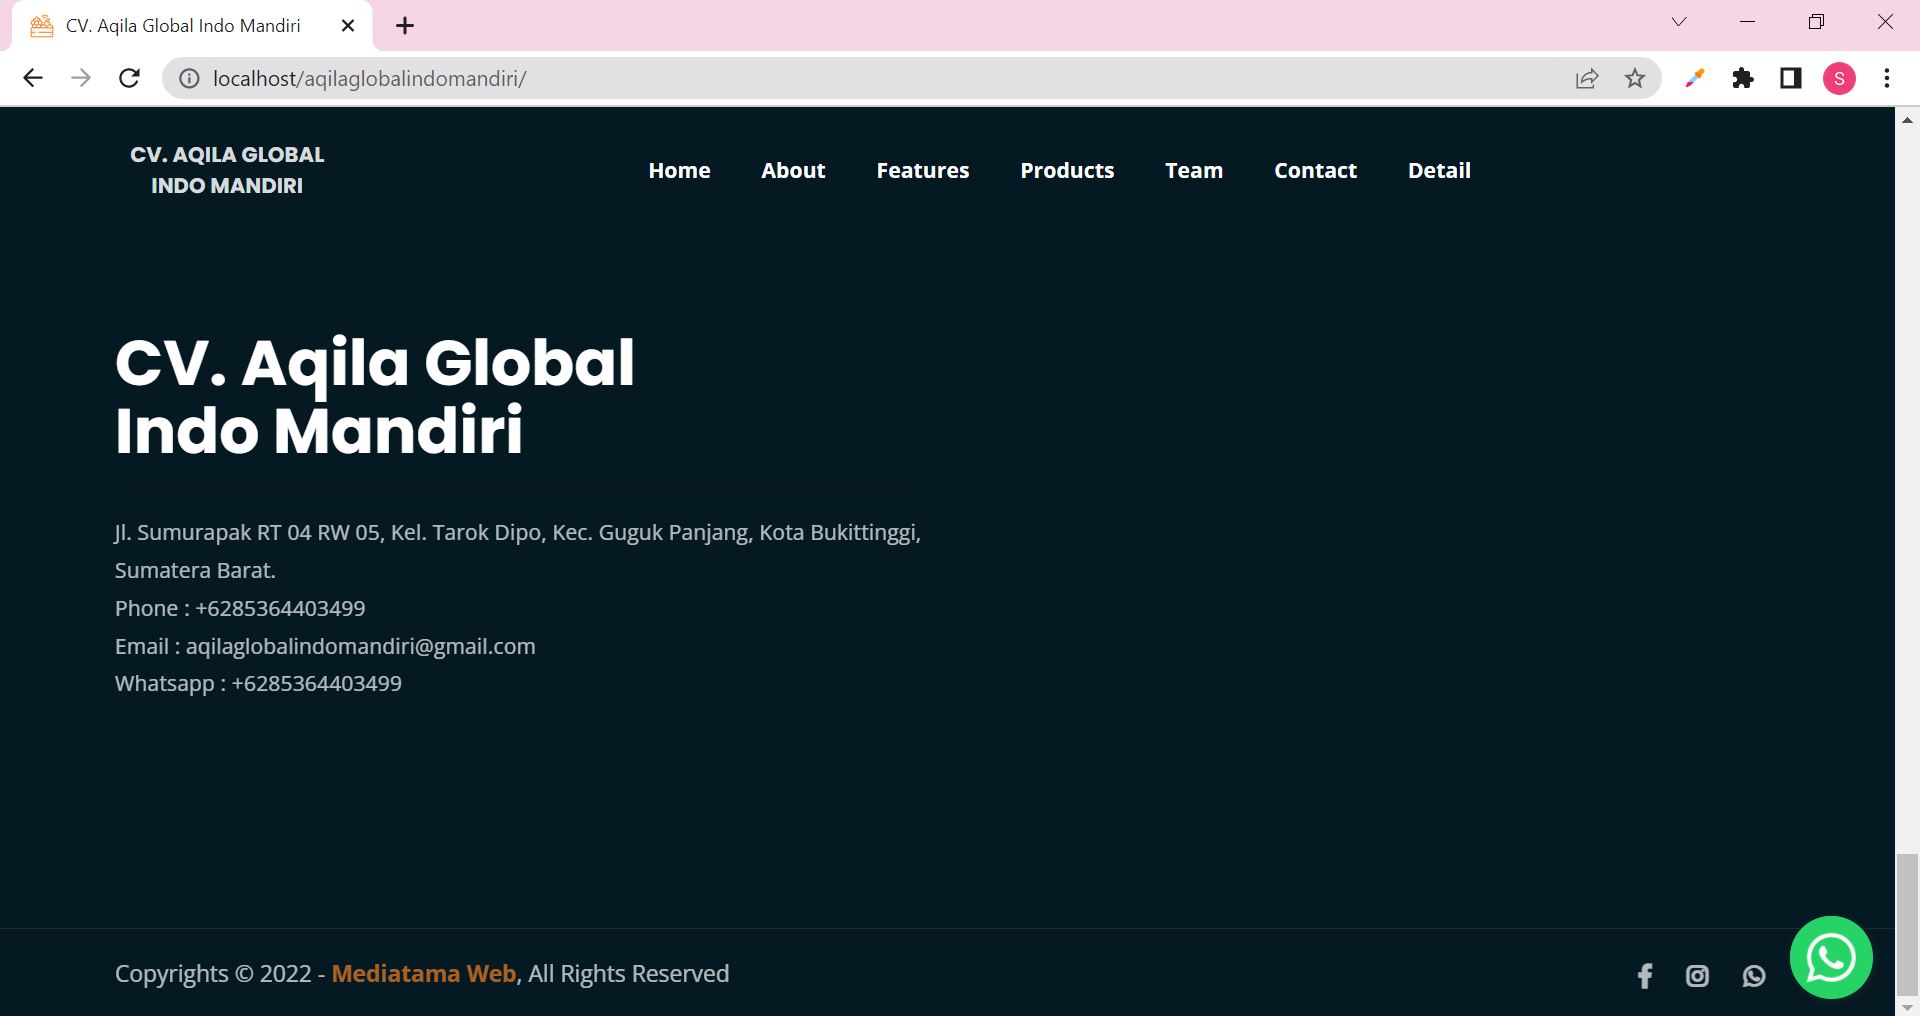 CV. Aqila Global Indo Mandiri
localhost/aqilaglobalindomandiri/
S
CV. AQILA GLOBAL
INDO MANDIRI
Home About Features Products Team Contact Detail
CV. Aqila Global
Indo Mandiri
Jl. Sumurapak RT 04 RW 05, Kel. Tarok Dipo, Kec. Guguk Panjang, Kota Bukittinggi,
Sumatera Barat.
Phone : +6285364403499
Email : aqilaglobalindomandiri@gmail.com
Whatsapp : +6285364403499
Copyrights © 2022 - Mediatama Web, All Rights Reserved